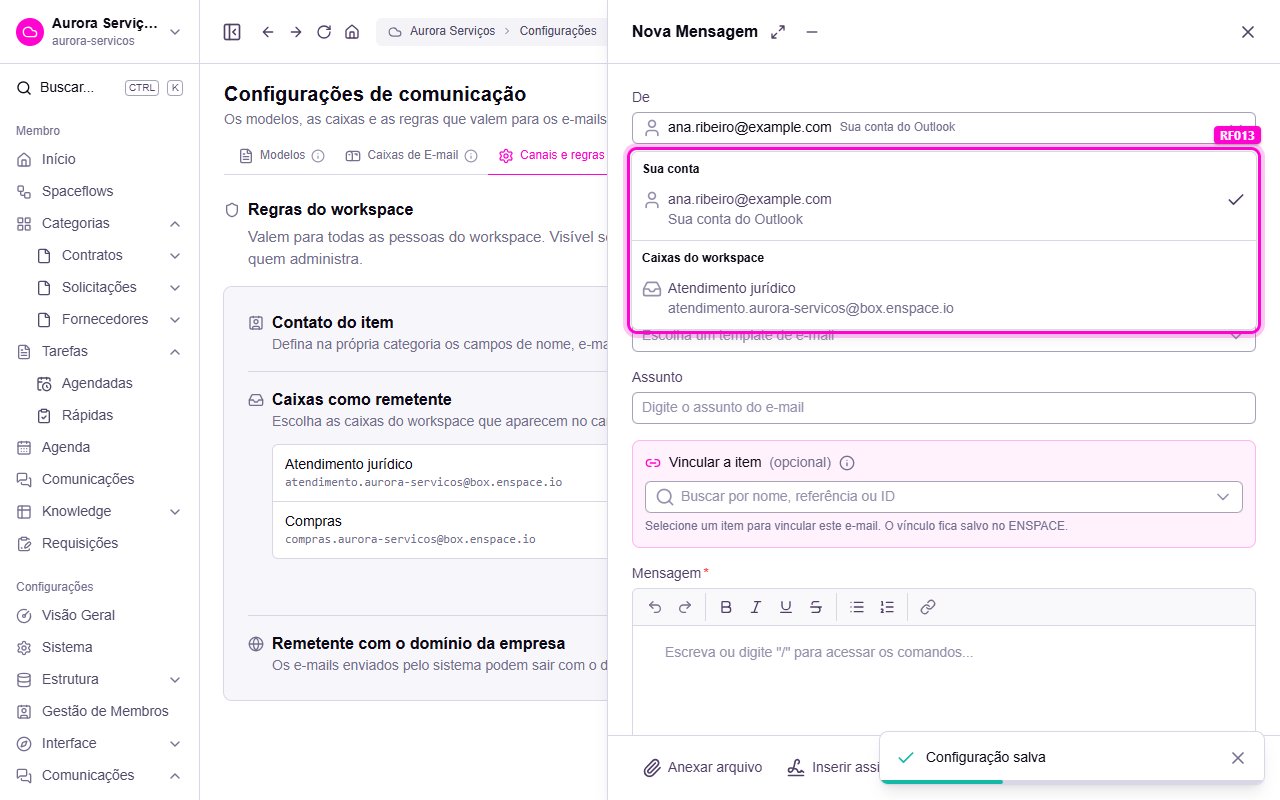 Aurora Serviç...
aurora-servicos
Buscar...
CTRL K
Membro
Início
Spaceflows
Categorias
Contratos
Solicitações
Fornecedores
Tarefas
Agendadas
Rápidas
Agenda
Comunicações
Knowledge
Requisições
Configurações
Visão Geral
Sistema
Estrutura
Gestão de Membros
Interface
Comunicações
Aurora Serviços > Configurações
Configurações de comunicação
Os modelos, as caixas e as regras que valem para os e-mails
Modelos
Caixas de E-mail
Canais e regras
Regras do workspace
Valem para todas as pessoas do workspace. Visível
quem administra.
Contato do item
Defina na própria categoria os campos de nome,
Caixas como remetente
Escolha as caixas do workspace que aparecem no
Atendimento jurídico
atendimento.aurora-servicos@box.enspace.io
Compras
compras.aurora-servicos@box.enspace.io
Remetente com o domínio da empresa
Os e-mails enviados pelo sistema podem sair com o
Nova Mensagem
De
ana.ribeiro@example.com Sua conta do Outlook
RF013
Sua conta
ana.ribeiro@example.com
Sua conta do Outlook
Caixas do workspace
Atendimento jurídico
atendimento.aurora-servicos@box.enspace.io
Escolha um template de e-mail
Assunto
Digite o assunto do e-mail
Vincular a item (opcional)
Buscar por nome, referência ou ID
Selecione um item para vincular este e-mail. O vínculo fica salvo no ENSPACE.
Mensagem*
Escreva ou digite "/" para acessar os comandos...
Anexar arquivo
Inserir assi
Configuração salva